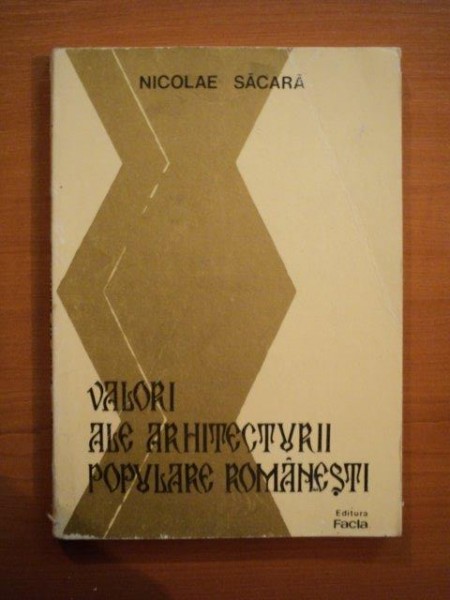 NICOLAE SĂCARĂ
VALORI
ALE ARHITECTURII
POPULARE ROMÂNEȘTI
Editura
Facla